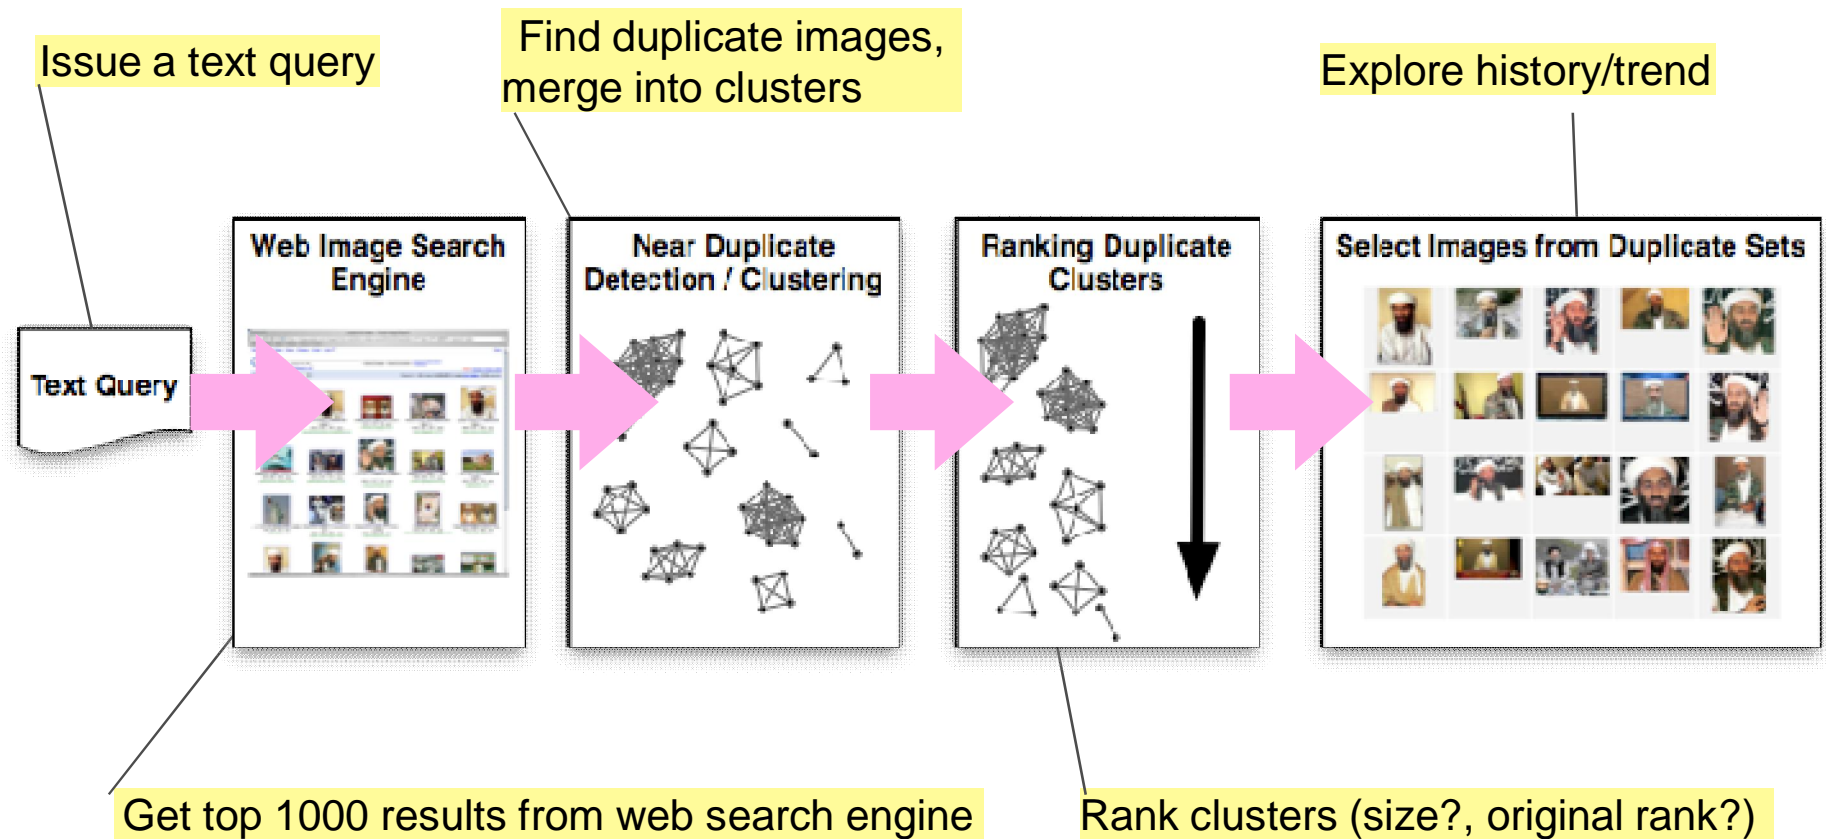 Issue a text query
Find duplicate images,
merge into clusters
Explore history/trend
Text Query
Web Image Search
Engine
Near Duplicate
Detection / Clustering
Ranking Duplicate
Clusters
Select Images from Duplicate Sets
Get top 1000 results from web search engine
Rank clusters (size?, original rank?)